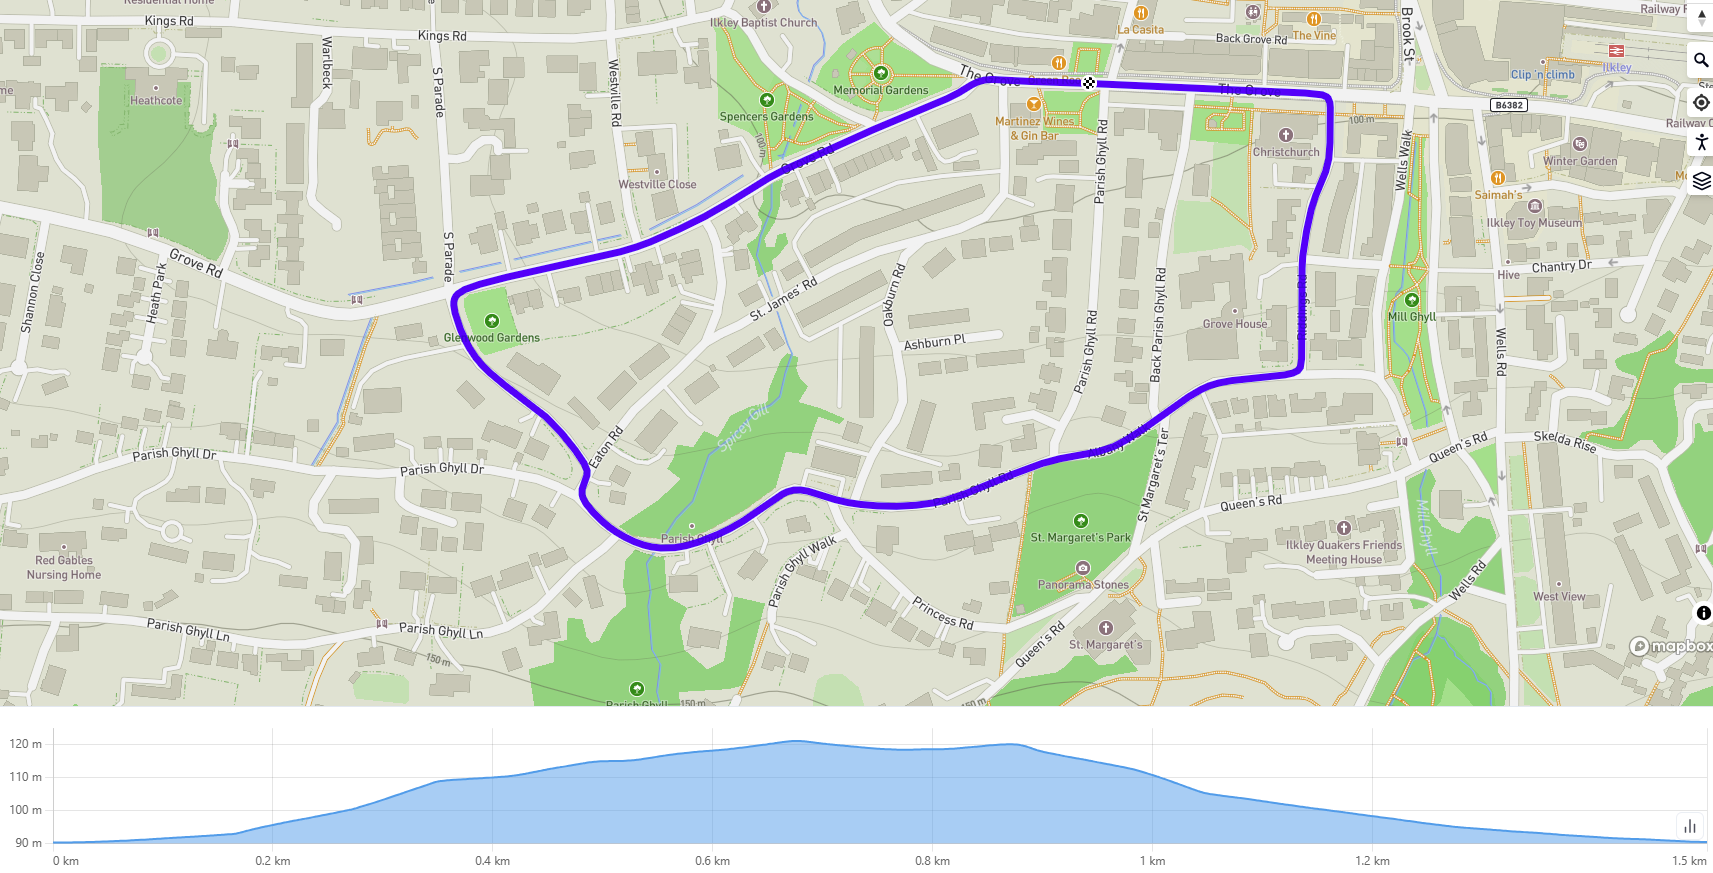 Residential Home
Kings Rd
Kings Rd
Ilkley Baptist Church
La Casita
Back Grove Rd
The Vine
Brook St
Railway R
Ilkley
Clip 'n climb
Warlbeck
S Parade
Westville Rd
Heathcote
Memorial Gardens
Spencers Gardens
The Grove
The Grove
Martinez Wines
& Gin Bar
B6382
Railway
100 m
100 m
Christchurch
Wells Walk
Winter Garden
Grove Rd
Parish Ghyll Rd
Westville Close
Saimah's
Ilkley Toy Museum
S Parade
Grove Rd
Shannon Close
Heath Park
St. James' Rd
Oakburn Rd
Back Parish Ghyll Rd
Chantry Dr
Hive
Mill Ghyll
Grove House
Glenwood Gardens
Ashburn Pl
Parish Ghyll Rd
Wells Rd
Spicey Gill
Eaton Rd
Albany Walk
St Margaret's Ter
Queen's Rd
Skelda Rise
Parish Ghyll Dr
Parish Ghyll Dr
Parish Ghyll Rd
Queen's Rd
Mill Ghyll
Parish Ghyll
St. Margaret's Park
Ilkley Quakers Friends
Meeting House
Red Gables
Nursing Home
Parish Ghyll Walk
Panorama Stones
Wells Rd
West View
Princess Rd
Parish Ghyll Ln
Parish Ghyll Ln
Queen's Rd
St. Margaret's
150 m
mapbox
Parish Ghyll
150 m
150 m
120 m
110 m
100 m
90 m
0 km
0.2 km
0.4 km
0.6 km
0.8 km
1 km
1.2 km
1.5 km